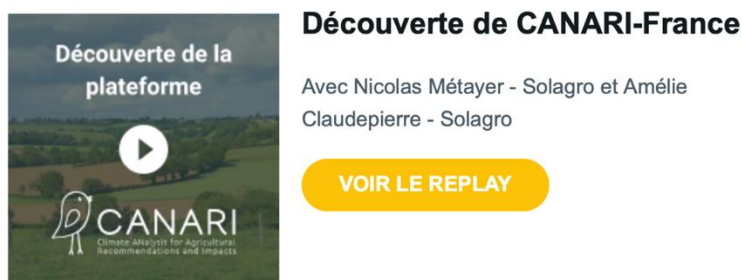 Découverte de la
plateforme
CANARI
Climate ANalysis for Agricultural
Recommendations and Impacts
Découverte de CANARI-France
Avec Nicolas Métayer - Solagro et Amélie
Claudepierre - Solagro
VOIR LE REPLAY